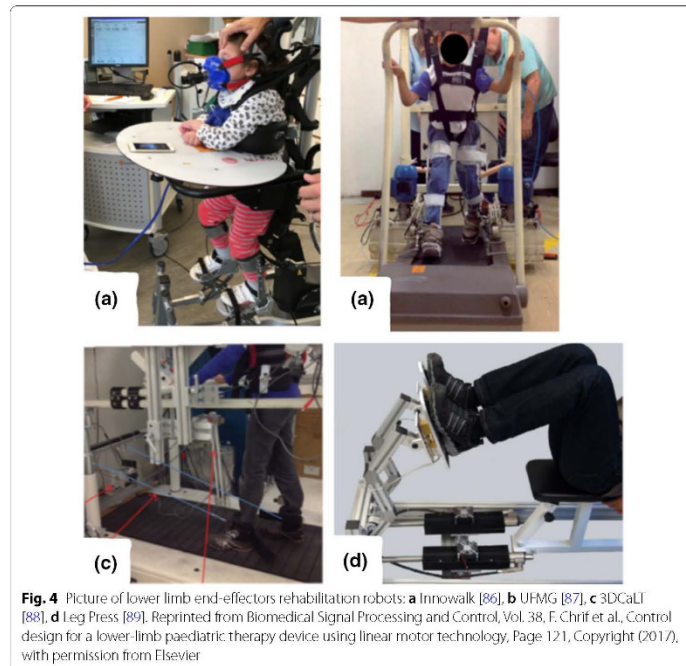 (a)
(a)
(c)
(d)
Fig. 4 Picture of lower limb end-effectors rehabilitation robots: a Innowalk [86], b UFMG [87], c 3DCaLT
[88], d Leg Press [89]. Reprinted from Biomedical Signal Processing and Control, Vol. 38, F. Chrif et al., Control
design for a lower-limb paediatric therapy device using linear motor technology, Page 121, Copyright (2017),
with permission from Elsevier